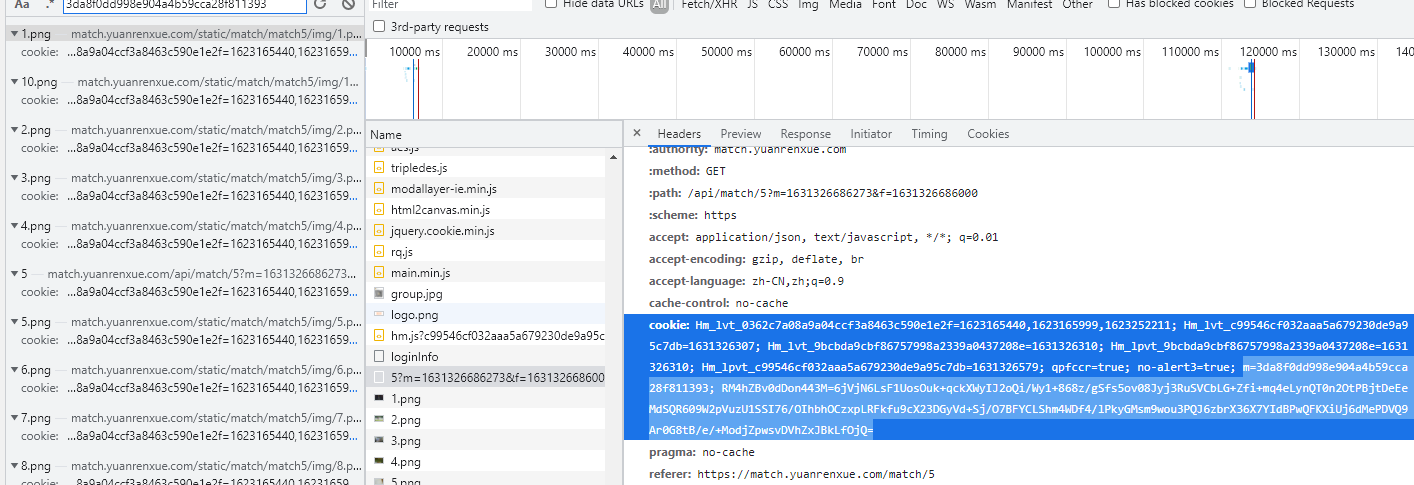 Aa .* 3da8f0dd998e904a4b59cca28f811393
Filter
Hide data URLs All Fetch/XHR JS CSS Img Media Font Doc WS Wasm Manifest Other Has blocked cookies Blocked Requests
3rd-party requests
10000 ms 20000 ms 30000 ms 40000 ms 50000 ms 60000 ms 70000 ms 80000 ms 90000 ms 100000 ms 110000 ms 120000 ms 130000 ms 140
1.png — match.yuanrenxue.com/static/match/match5/img/1.p...
cookie: ...8a9a04ccf3a8463c590e1e2f=1623165440,16231659...
10.png — match.yuanrenxue.com/static/match/match5/img/1...
cookie: ...8a9a04ccf3a8463c590e1e2f=1623165440,16231659...
2.png — match.yuanrenxue.com/static/match/match5/img/2.p...
cookie: ...8a9a04ccf3a8463c590e1e2f=1623165440,16231659...
3.png — match.yuanrenxue.com/static/match/match5/img/3.p...
cookie: ...8a9a04ccf3a8463c590e1e2f=1623165440,16231659...
4.png — match.yuanrenxue.com/static/match/match5/img/4.p...
cookie: ...8a9a04ccf3a8463c590e1e2f=1623165440,16231659...
5 — match.yuanrenxue.com/api/match/5?m=1631326686273...
cookie: ...8a9a04ccf3a8463c590e1e2f=1623165440,16231659...
5.png — match.yuanrenxue.com/static/match/match5/img/5.p...
cookie: ...8a9a04ccf3a8463c590e1e2f=1623165440,16231659...
6.png — match.yuanrenxue.com/static/match/match5/img/6.p...
cookie: ...8a9a04ccf3a8463c590e1e2f=1623165440,16231659...
7.png — match.yuanrenxue.com/static/match/match5/img/7.p...
cookie: ...8a9a04ccf3a8463c590e1e2f=1623165440,16231659...
8.png — match.yuanrenxue.com/static/match/match5/img/8.p...
cookie: ...8a9a04ccf3a8463c590e1e2f=1623165440,16231659...
Name
aes.js
tripledes.js
modallayer-ie.min.js
html2canvas.min.js
jquery.cookie.min.js
rq.js
main.min.js
group.jpg
logo.png
hm.js?c99546cf032aaa5a679230de9a95c
loginInfo
5?m=1631326686273&f=163132668600
1.png
2.png
3.png
4.png
5.png
× Headers Preview Response Initiator Timing Cookies
:authority: match.yuanrenxue.com
:method: GET
:path: /api/match/5?m=1631326686273&f=1631326686000
:scheme: https
accept: application/json, text/javascript, */*; q=0.01
accept-encoding: gzip, deflate, br
accept-language: zh-CN,zh;q=0.9
cache-control: no-cache
cookie: Hm_lvt_0362c7a08a9a04ccf3a8463c590e1e2f=1623165440,1623165999,1623252211; Hm_lvt_c99546cf032aaa5a679230de9a9
5c7db=1631326307; Hm_lvt_9bcbda9cbf86757998a2339a0437208e=1631326310; Hm_lpvt_9bcbda9cbf86757998a2339a0437208e=1631
326310; Hm_lpvt_c99546cf032aaa5a679230de9a95c7db=1631326579; qpfccr=true; no-alert3=true; m=3da8f0dd998e904a4b59cca
28f811393; RM4hZBv0dDon443M=6jVjN6LsF1UosOuk+qckXWyIJ2oQi/Wy1+868z/gSfs5ov08Jyj3RuSVCbLG+Zfi+mq4eLynQT0n2OtPBjtDeEe
MdSQR609W2pVuzU1SSI76/OIhbhOCzxpLRFkfu9cX23DGyVd+Sj/O7BFYCLShm4WDf4/lPkyGMsm9wou3PQJ6zbrX36X7YIdBPwQFKXiUj6dMePDVQ9
Ar0G8tB/e/+ModjZpwsvDVhZxJBkLfOjQ=
pragma: no-cache
referer: https://match.yuanrenxue.com/match/5